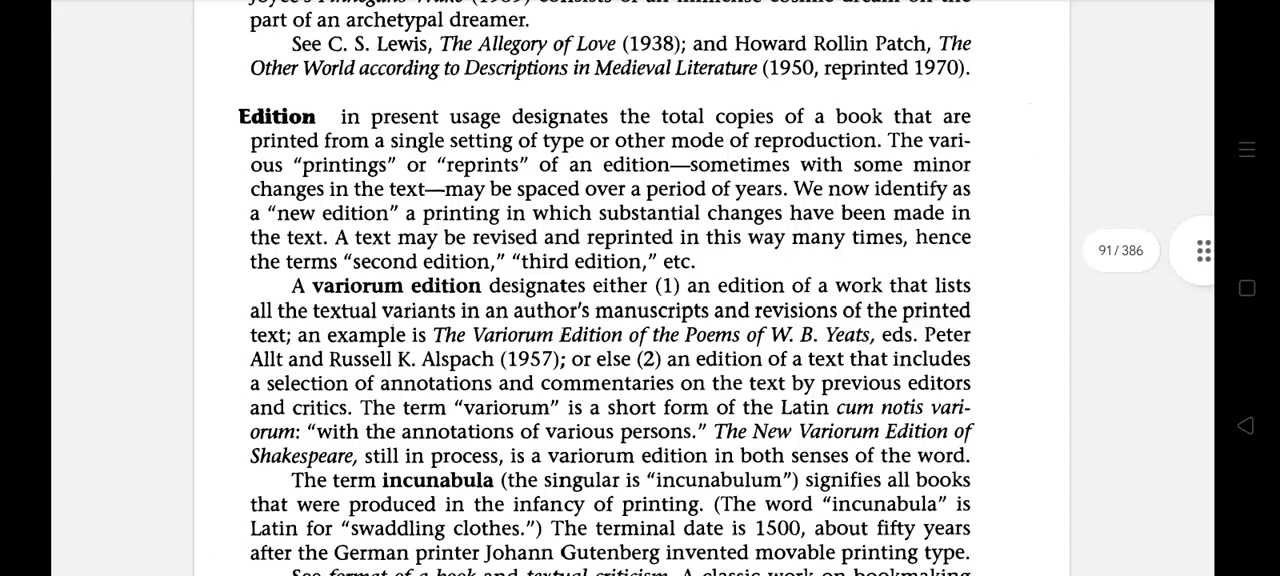 part of an archetypal dreamer.
See C. S. Lewis, The Allegory of Love (1938); and Howard Rollin Patch, The
Other World according to Descriptions in Medieval Literature (1950, reprinted 1970).
Edition in present usage designates the total copies of a book that are
printed from a single setting of type or other mode of reproduction. The vari-
ous “printings” or “reprints” of an edition—sometimes with some minor
changes in the text—may be spaced over a period of years. We now identify as
a “new edition” a printing in which substantial changes have been made in
the text. A text may be revised and reprinted in this way many times, hence
the terms “second edition,” “third edition,” etc.
A variorum edition designates either (1) an edition of a work that lists
all the textual variants in an author’s manuscripts and revisions of the printed
text; an example is The Variorum Edition of the Poems of W. B. Yeats, eds. Peter
Allt and Russell K. Alspach (1957); or else (2) an edition of a text that includes
a selection of annotations and commentaries on the text by previous editors
and critics. The term “variorum” is a short form of the Latin cum notis vari-
orum: “with the annotations of various persons.” The New Variorum Edition of
Shakespeare, still in process, is a variorum edition in both senses of the word.
The term incunabula (the singular is “incunabulum”) signifies all books
that were produced in the infancy of printing. (The word “incunabula” is
Latin for “swaddling clothes.”) The terminal date is 1500, about fifty years
after the German printer Johann Gutenberg invented movable printing type.
See format of a book and textual criticism. A classic work on bookmaking
91/386